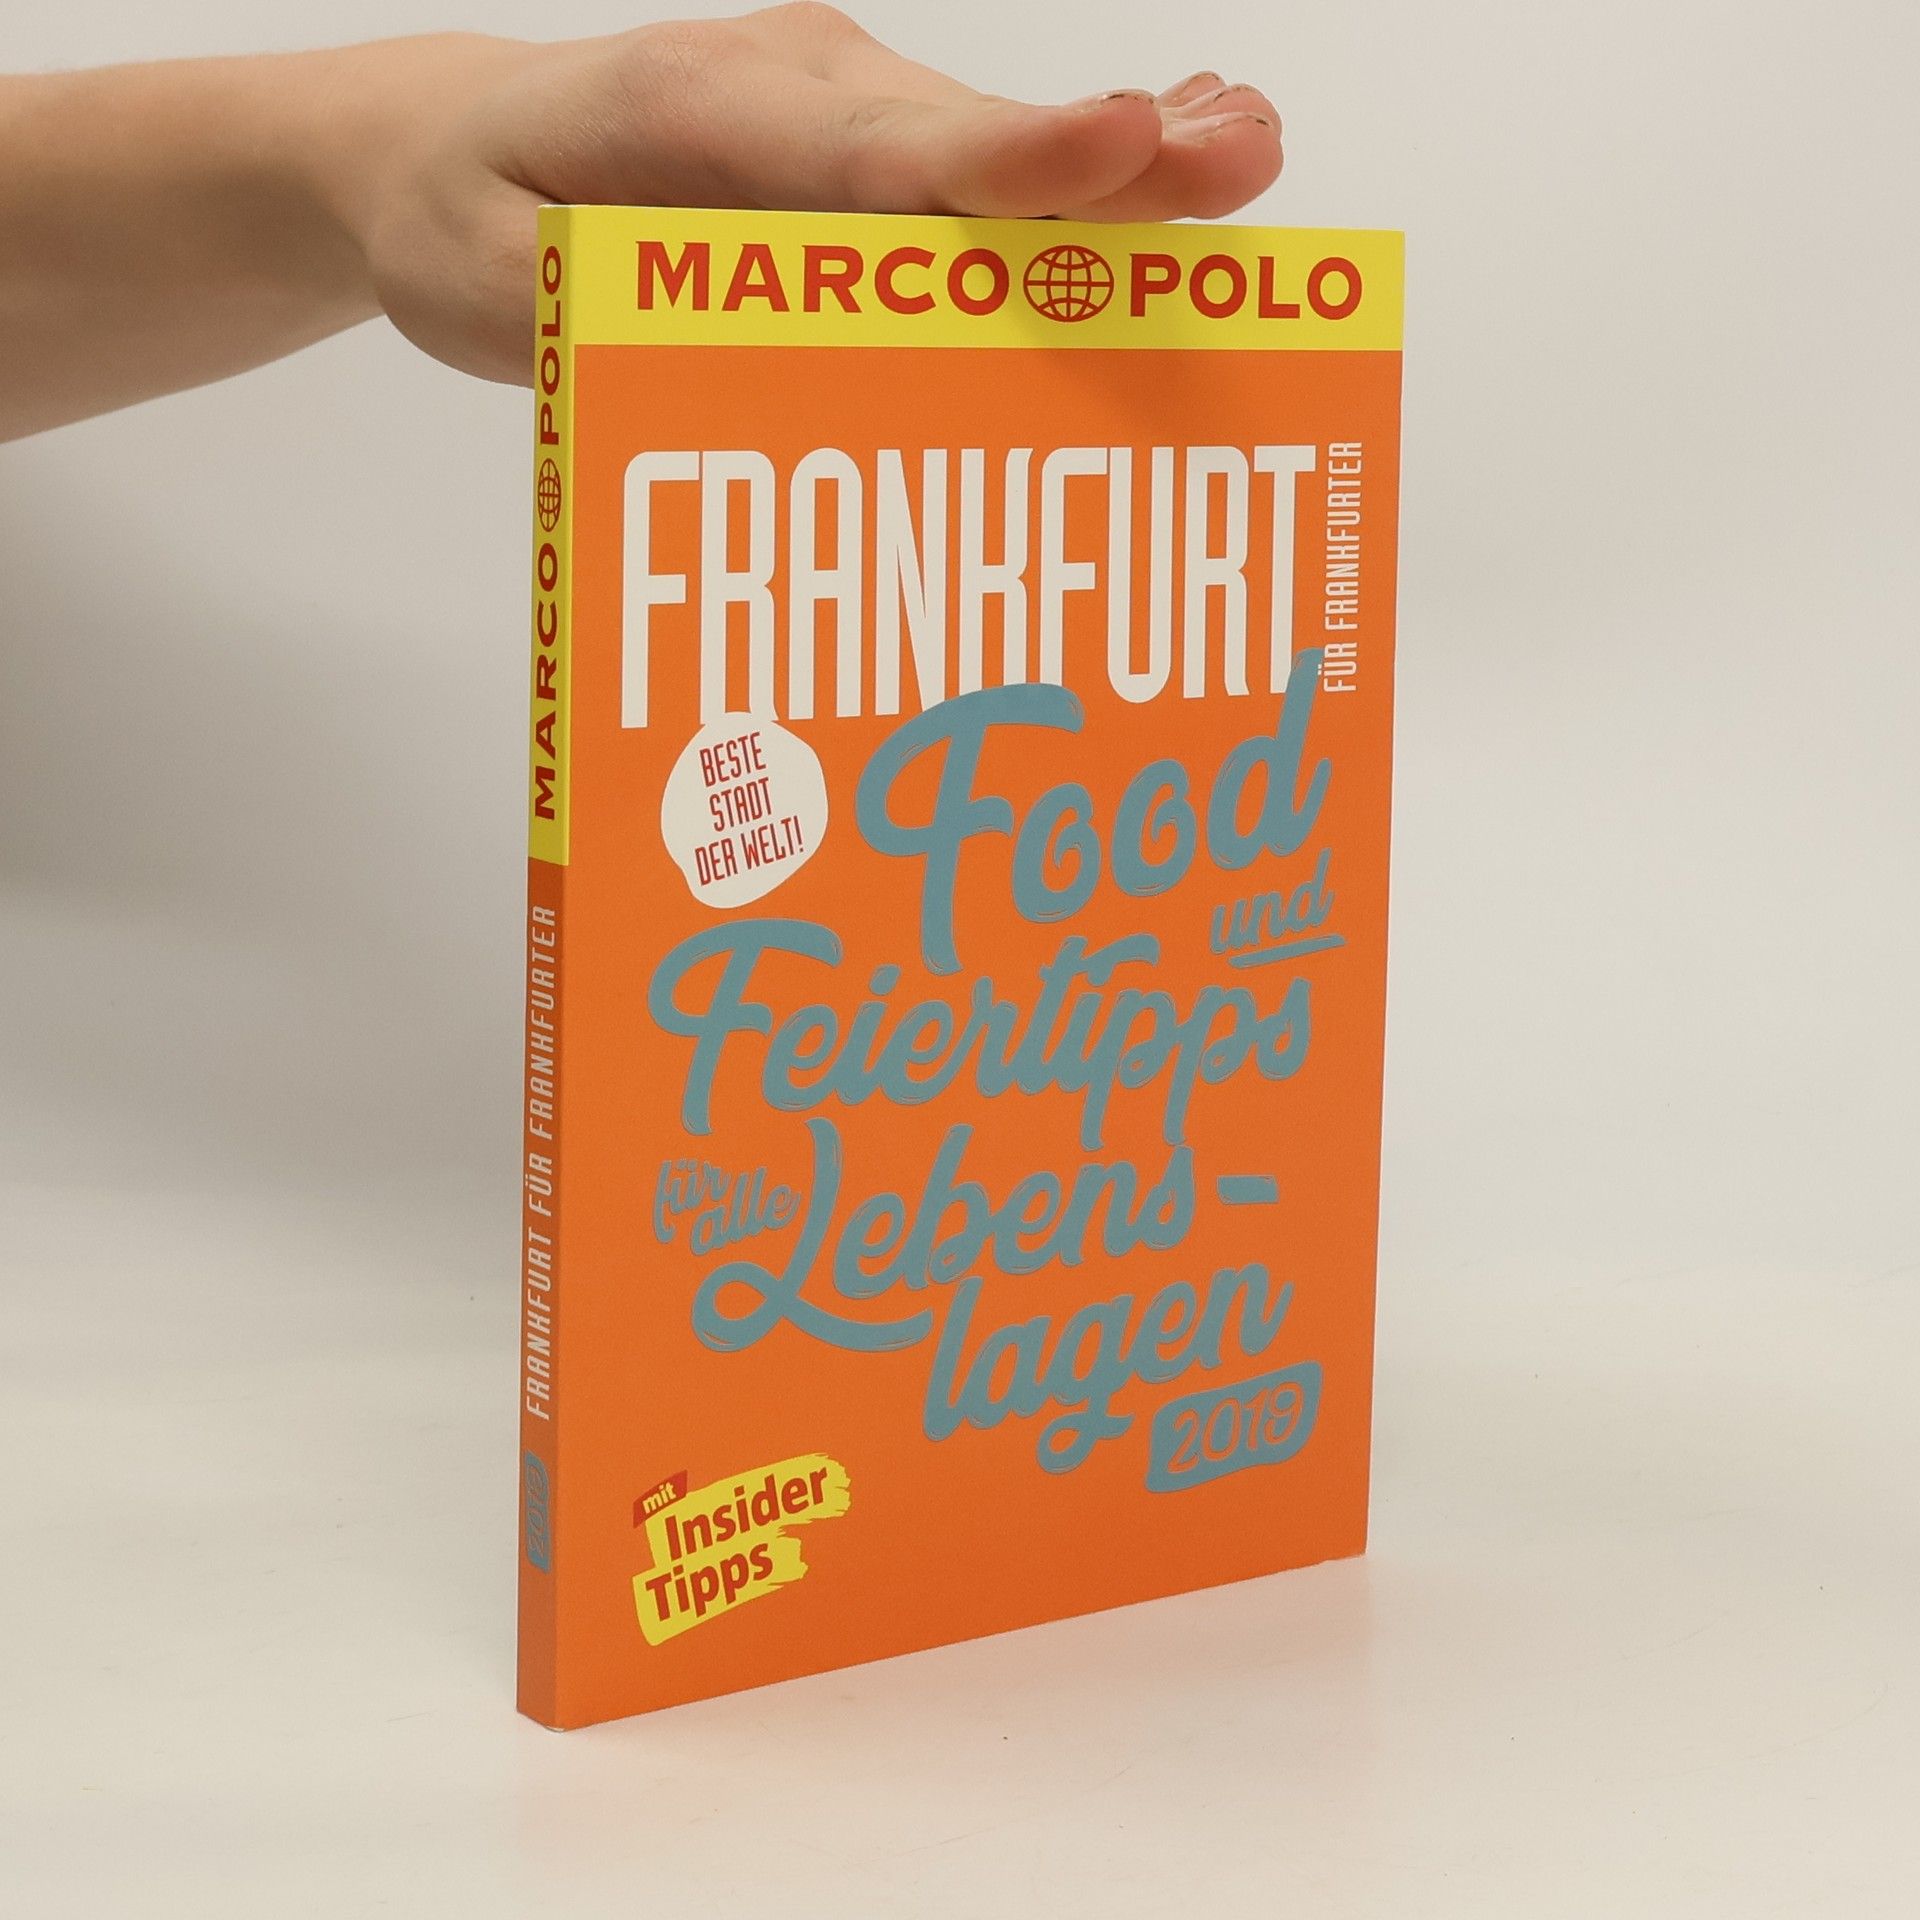 MARCO POLO
FRANKFURT
FÜR FRANKFURTER
BESTE
STADT
DER WELT!
Food
und
Feiertipps
für
alle
Lebens-
lagen
2019
mit
Insider
Tipps
MARCO POLO
FRANKFURT FÜR FRANKFURTER
2019